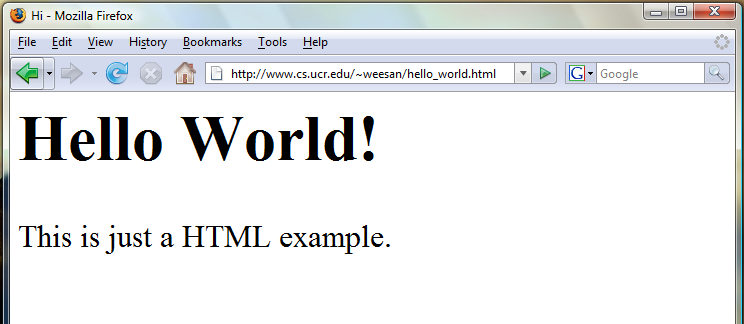 Hi - Mozilla Firefox
File Edit View History Bookmarks Tools Help
http://www.cs.ucr.edu/~weesan/hello_world.html G Google
Hello World!
This is just a HTML example.